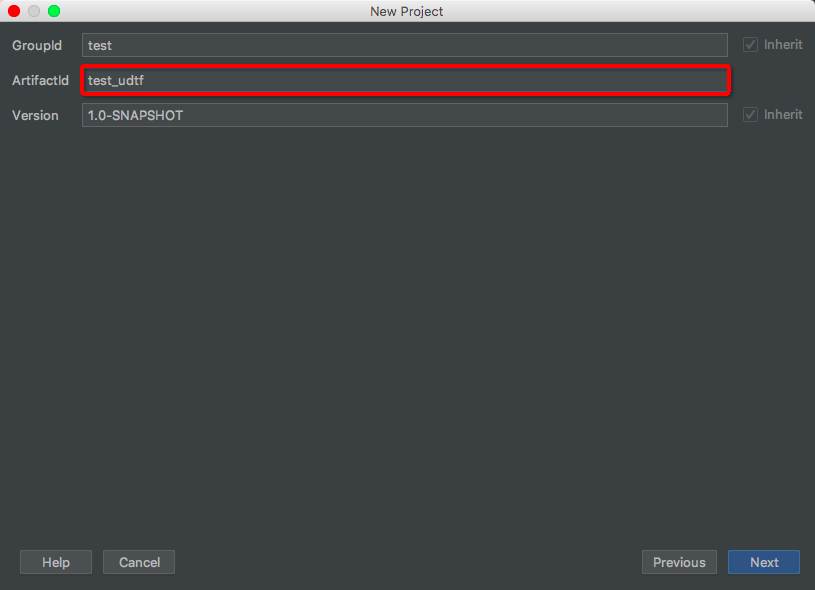 New Project
GroupId test Inherit
ArtifactId test_udtf
Version 1.0-SNAPSHOT Inherit
Help Cancel Previous Next